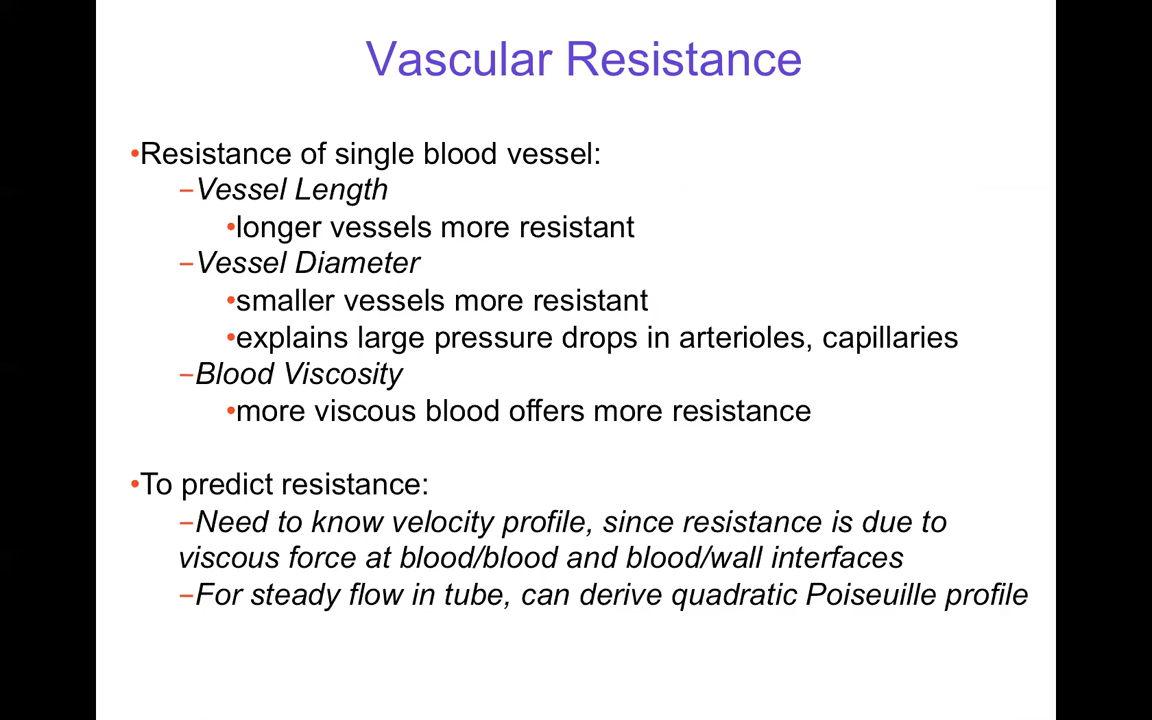 Vascular Resistance
•Resistance of single blood vessel:
–Vessel Length
•longer vessels more resistant
–Vessel Diameter
•smaller vessels more resistant
•explains large pressure drops in arterioles, capillaries
–Blood Viscosity
•more viscous blood offers more resistance
•To predict resistance:
–Need to know velocity profile, since resistance is due to
viscous force at blood/blood and blood/wall interfaces
–For steady flow in tube, can derive quadratic Poiseuille profile